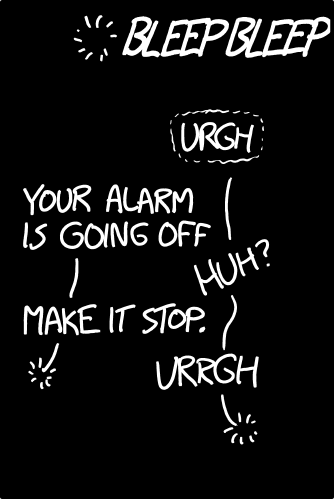 BLEEP BLEEP
URGH
YOUR ALARM
IS GOING OFF
HUH?
MAKE IT STOP.
URRGH